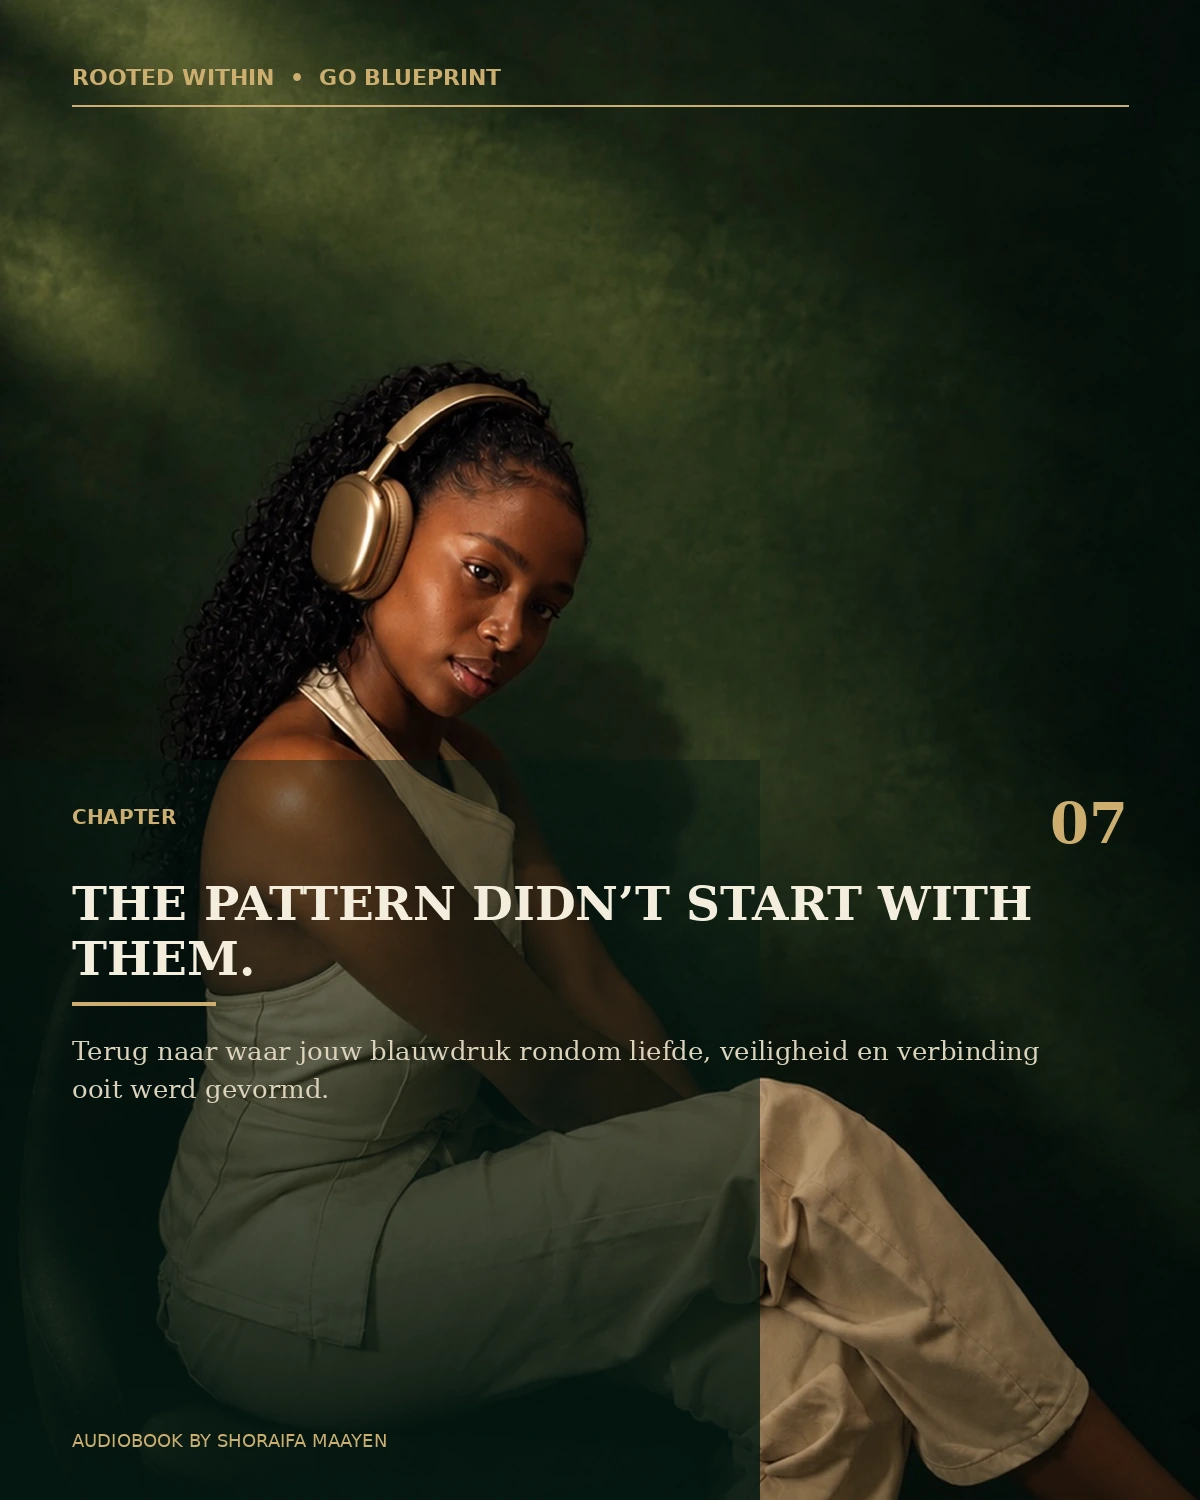 ROOTED WITHIN • GO BLUEPRINT
CHAPTER
07
THE PATTERN DIDN’T START WITH
THEM.
Terug naar waar jouw blauwdruk rondom liefde, veiligheid en verbinding
ooit werd gevormd.
AUDIOBOOK BY SHORAIFA MAAYEN